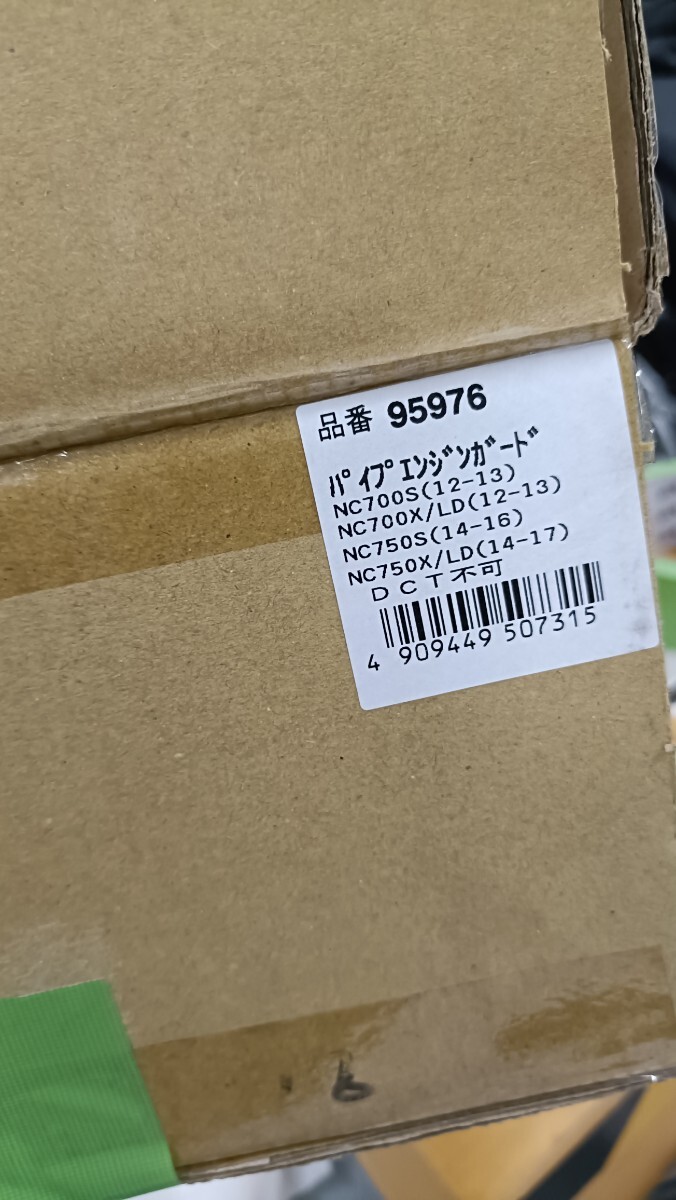 品番 95976
ﾊﾟｲﾌﾟｴﾝｼﾞﾝｶﾞｰﾄﾞ
NC700S(12-13)
NC700X/LD(12-13)
NC750S(14-16)
NC750X/LD(14-17)
ＤＣＴ不可
4 909449 507315